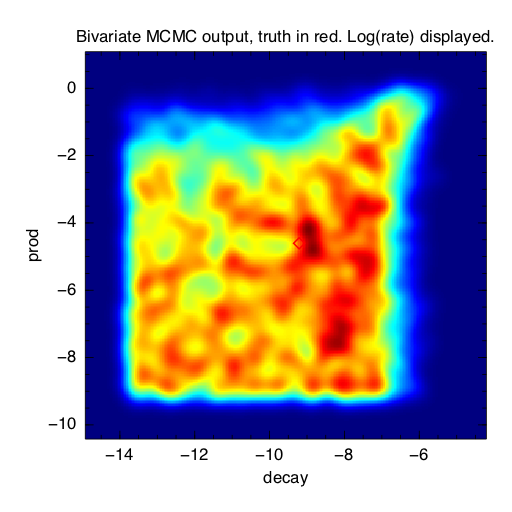 Bivariate MCMC output, truth in red. Log(rate) displayed.
0
−2
−4
−6
−8
−10
prod
−14 −12 −10 −8 −6
decay